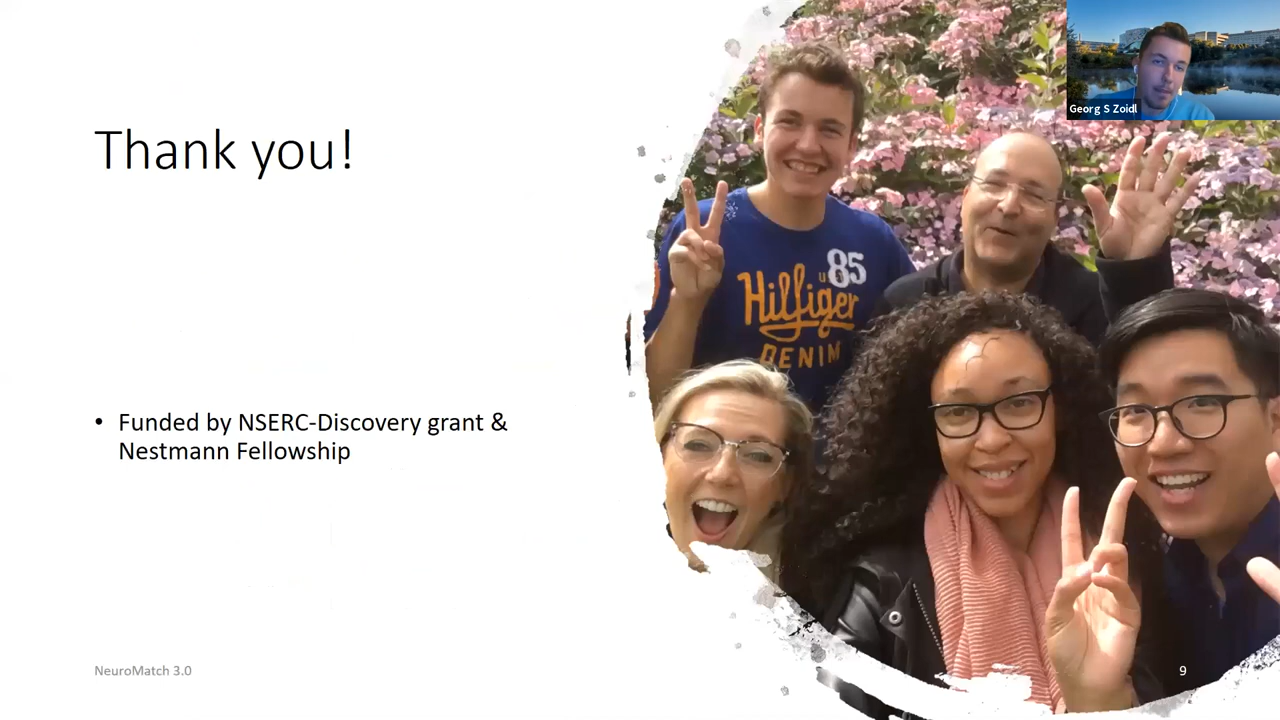 Georg S Zoidl
Thank you!
85
Hilfiger
DENIM
• Funded by NSERC-Discovery grant &
Nestmann Fellowship
NeuroMatch 3.0
9